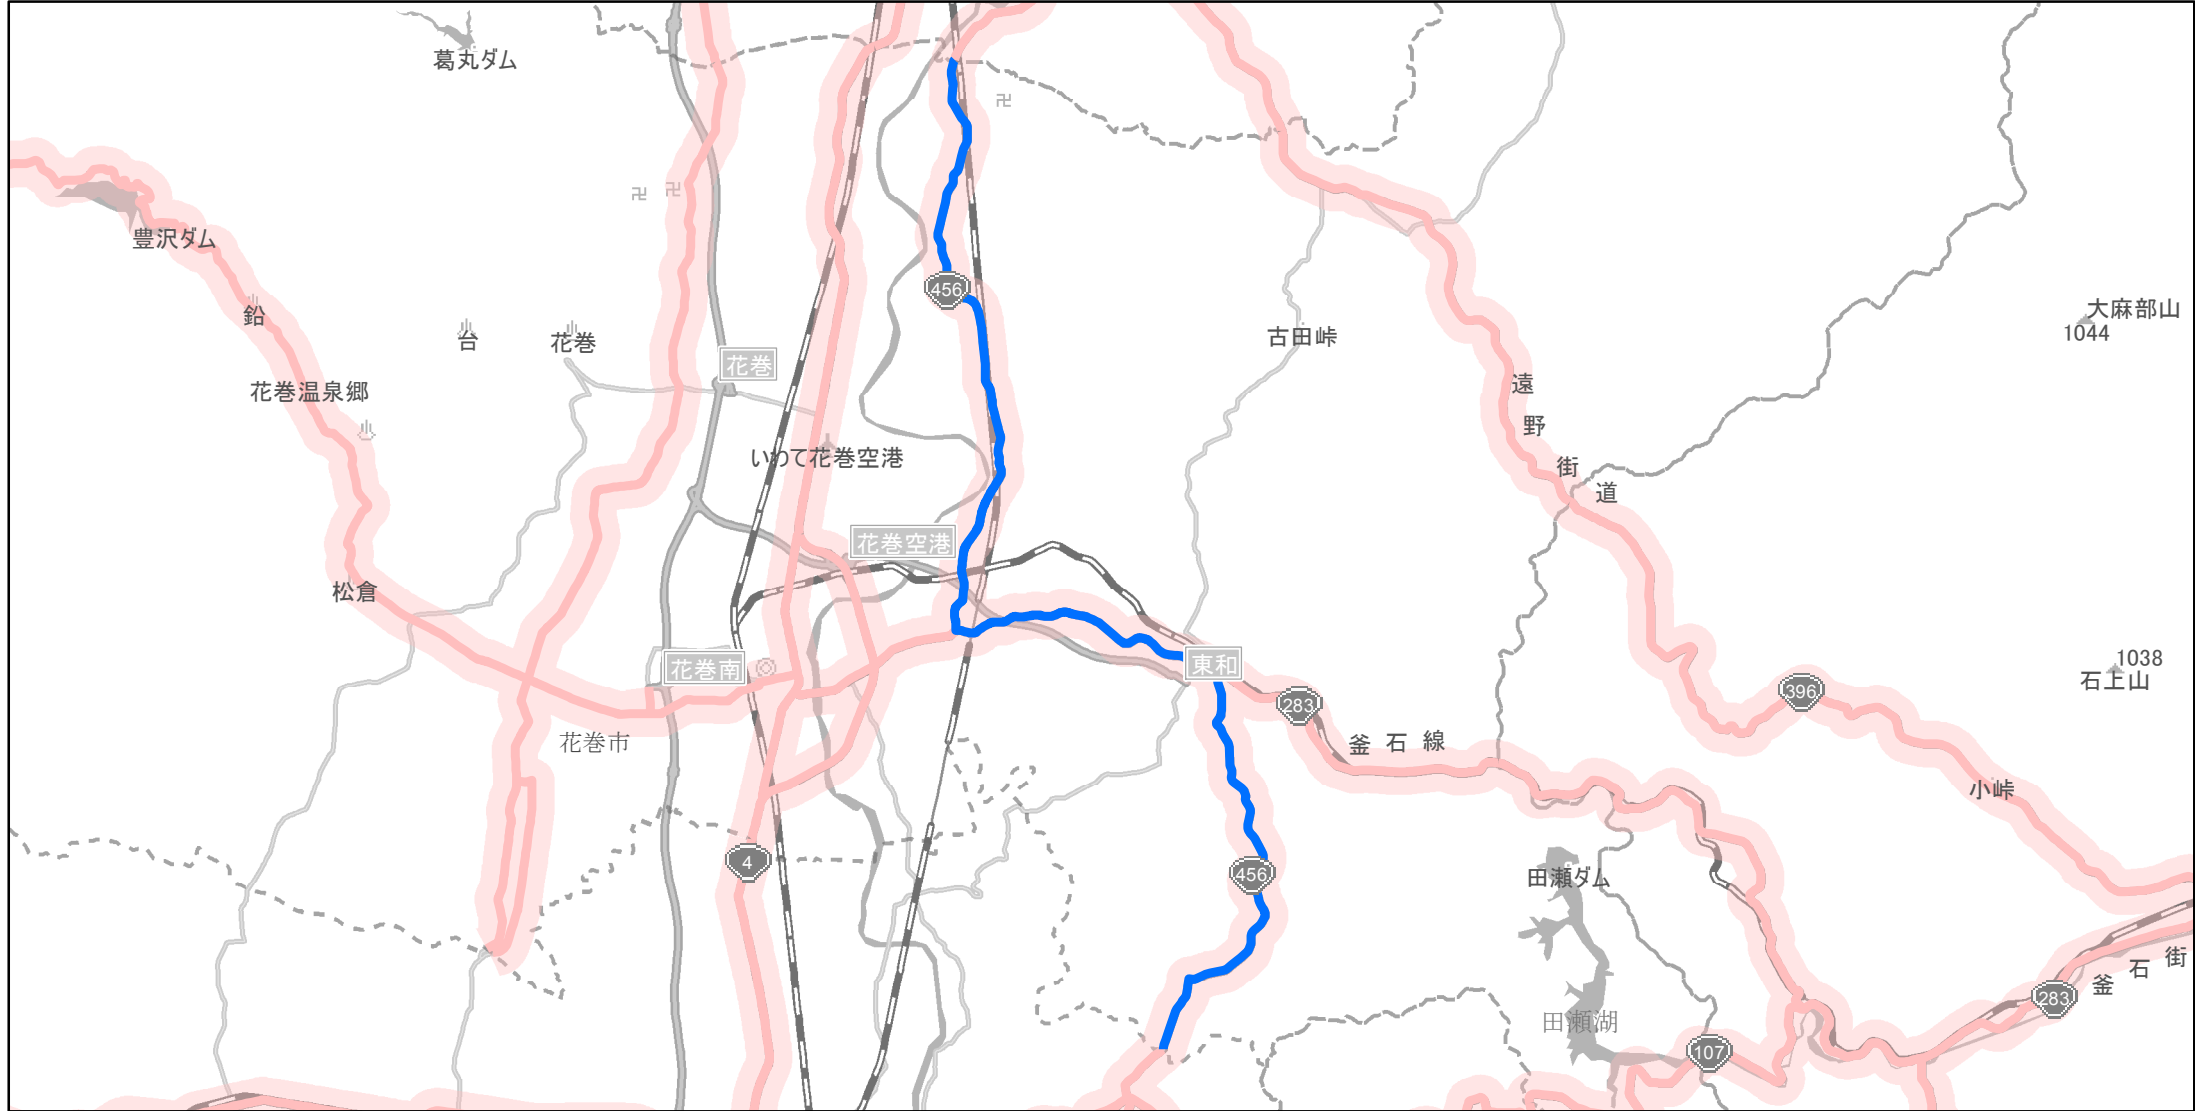 葛丸ダム
豊沢ダム
456
鉛
台
花巻
花巻
古田峠
大麻部山
1044
花巻温泉郷
遠野街道
いわて花巻空港
花巻空港
松倉
花巻南
東和
1038
石上山
283
396
花巻市
釜石線
小峠
4
456
田瀬ダム
釜石街
283
田瀬湖
107